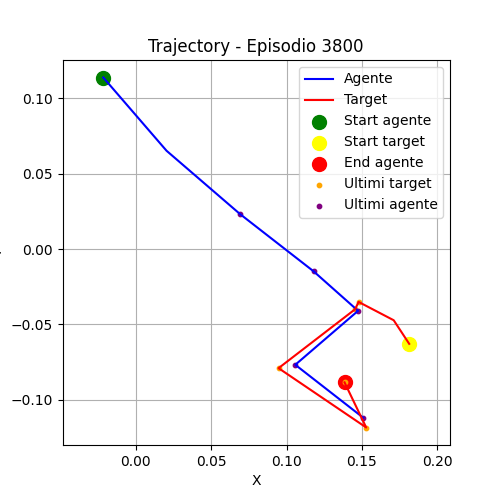 Trajectory - Episodio 3800
Agente
Target
Start agente
Start target
End agente
Ultimi target
Ultimi agente
0.10
0.05
0.00
−0.05
−0.10
0.00
0.05
0.10
0.15
0.20
X